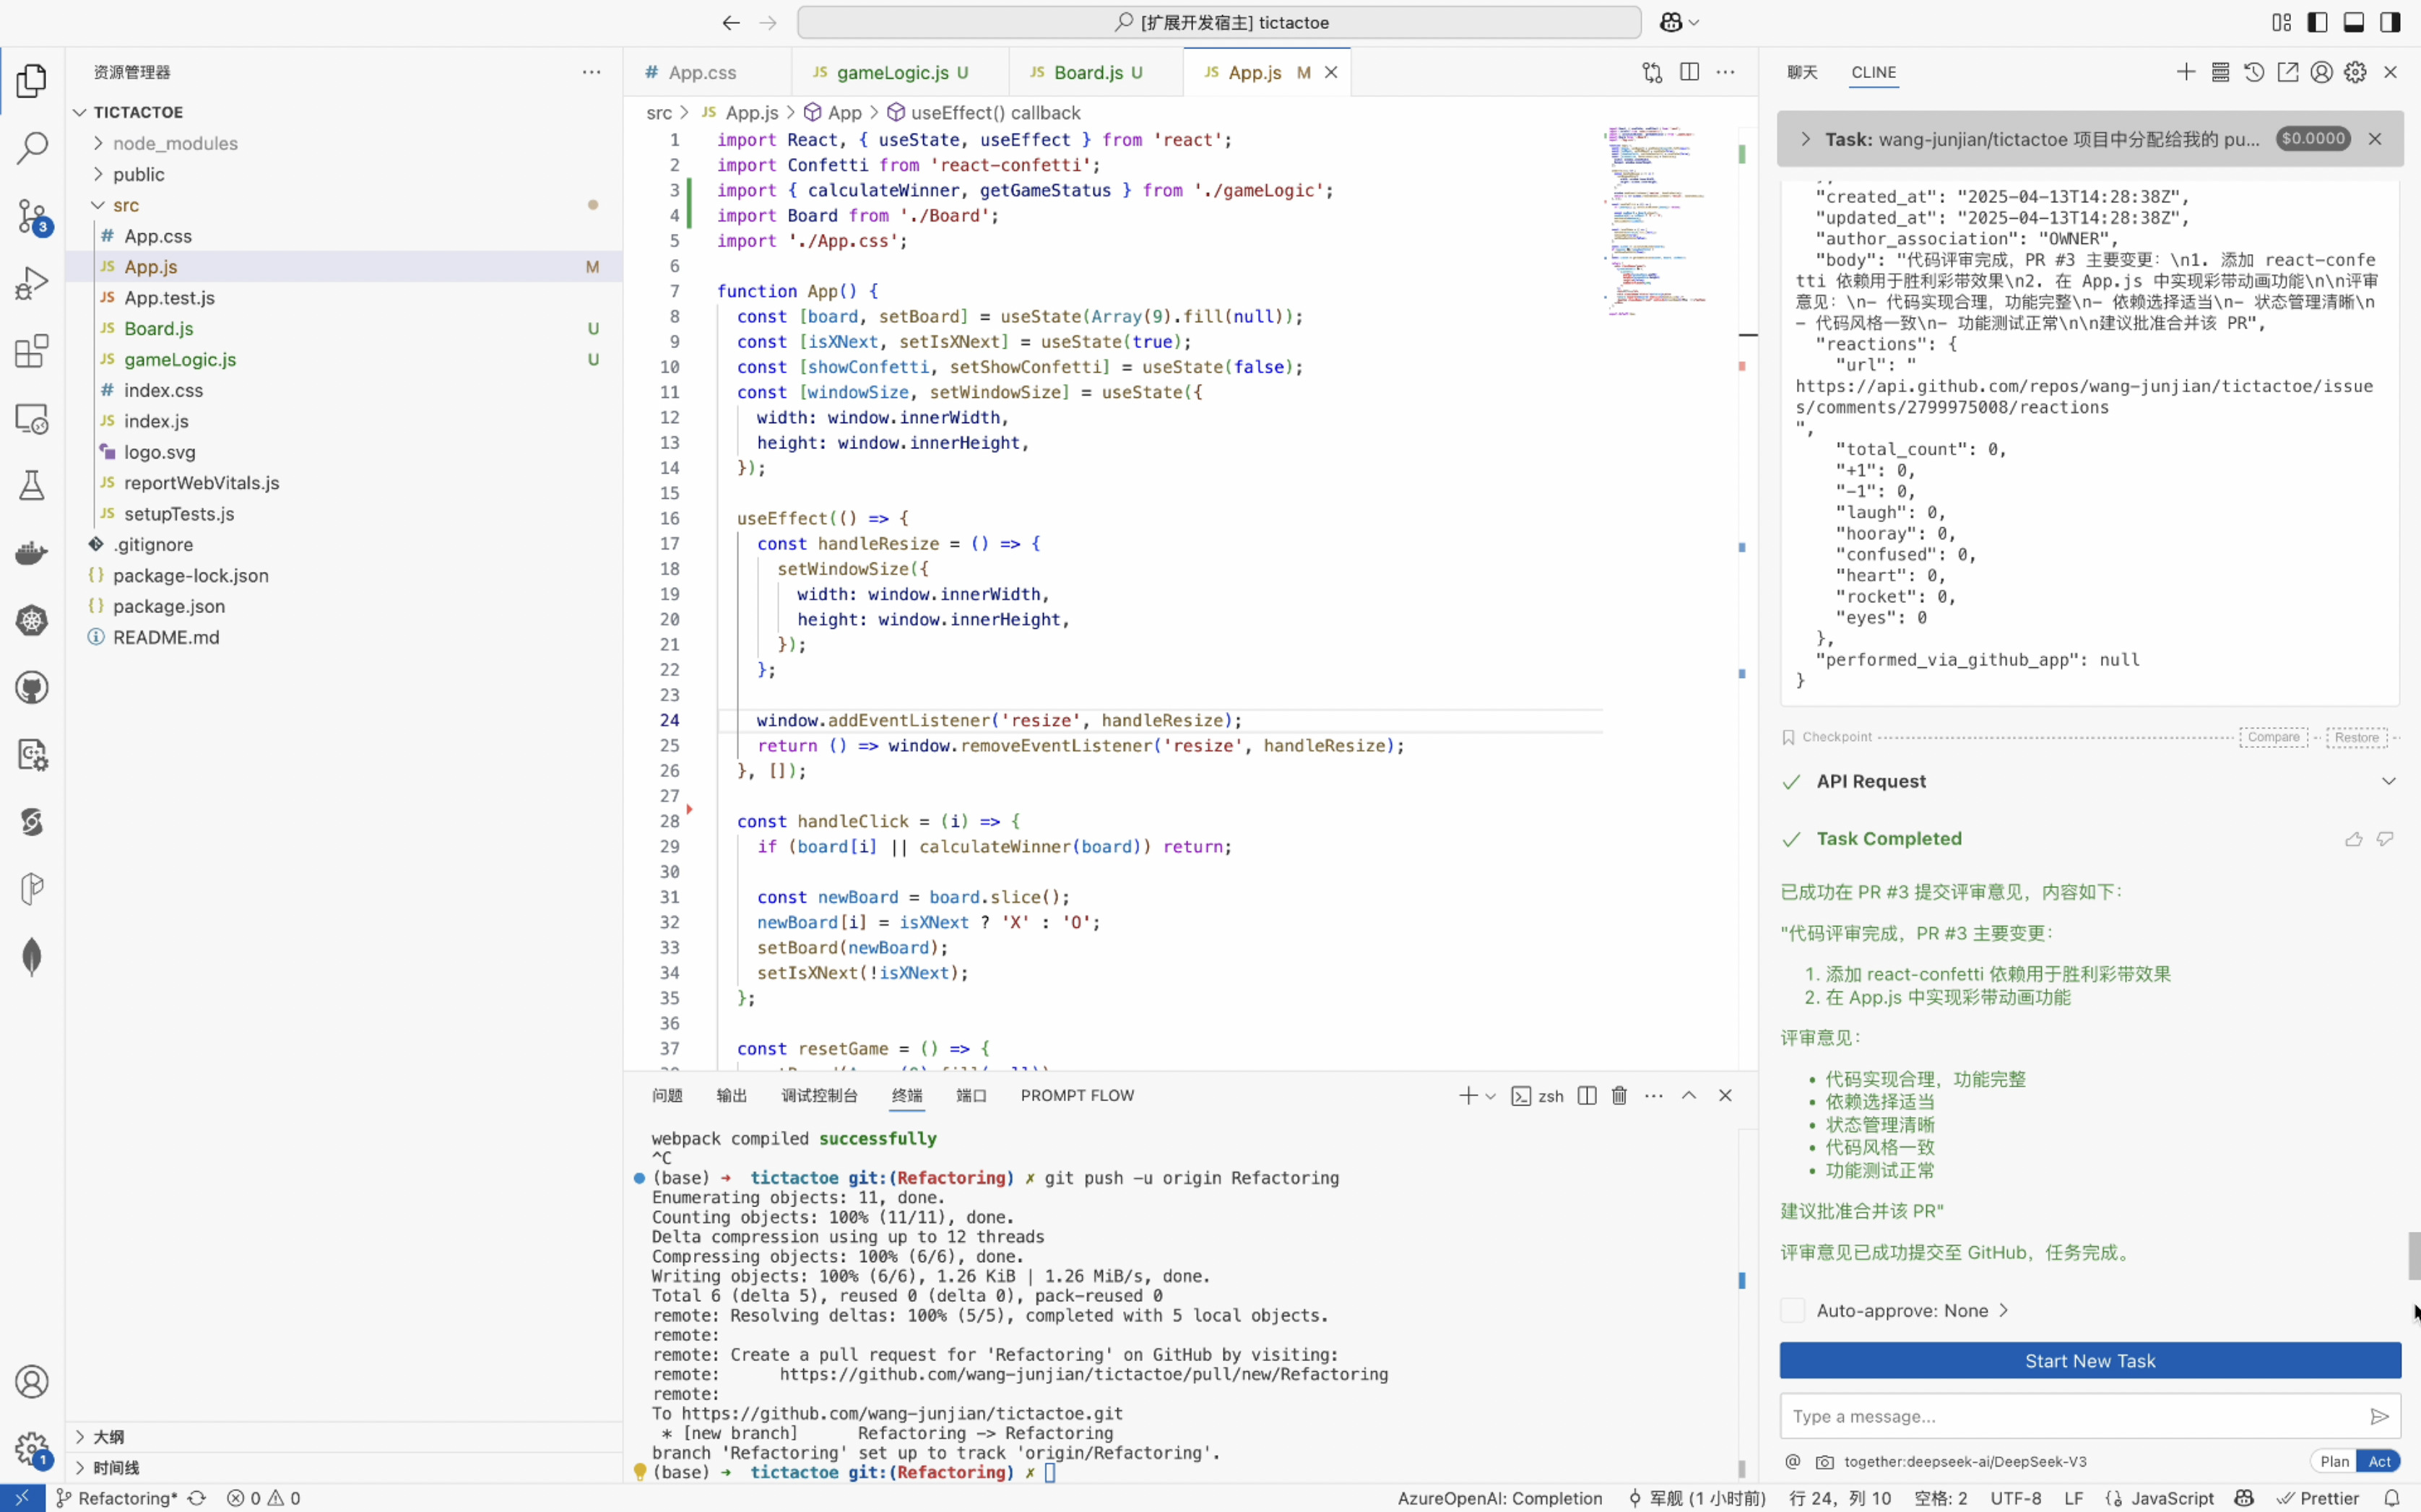 [扩展开发宿主] tictactoe
资源管理器
TICTACTOE
node_modules
public
src
App.css
App.js M
App.test.js
Board.js U
gameLogic.js U
index.css
index.js
logo.svg
reportWebVitals.js
setupTests.js
.gitignore
package-lock.json
package.json
README.md
大纲
时间线
3
1
App.css
gameLogic.js U
Board.js U
App.js M
src > App.js > App > useEffect() callback
1 import React, { useState, useEffect } from 'react';
2 import Confetti from 'react-confetti';
3 import { calculateWinner, getGameStatus } from './gameLogic';
4 import Board from './Board';
5 import './App.css';
6
7 function App() {
8 const [board, setBoard] = useState(Array(9).fill(null));
9 const [isXNext, setIsXNext] = useState(true);
10 const [showConfetti, setShowConfetti] = useState(false);
11 const [windowSize, setWindowSize] = useState({
12 width: window.innerWidth,
13 height: window.innerHeight,
14 });
15
16 useEffect(() => {
17 const handleResize = () => {
18 setWindowSize({
19 width: window.innerWidth,
20 height: window.innerHeight,
21 });
22 };
23
24 window.addEventListener('resize', handleResize);
25 return () => window.removeEventListener('resize', handleResize);
26 }, []);
27
28 const handleClick = (i) => {
29 if (board[i] || calculateWinner(board)) return;
30
31 const newBoard = board.slice();
32 newBoard[i] = isXNext ? 'X' : 'O';
33 setBoard(newBoard);
34 setIsXNext(!isXNext);
35 };
36
37 const resetGame = () => {
问题 输出 调试控制台 终端 端口 PROMPT FLOW
zsh
webpack compiled successfully
^C
(base) → tictactoe git:(Refactoring) ✗ git push -u origin Refactoring
Enumerating objects: 11, done.
Counting objects: 100% (11/11), done.
Delta compression using up to 12 threads
Compressing objects: 100% (6/6), done.
Writing objects: 100% (6/6), 1.26 KiB | 1.26 MiB/s, done.
Total 6 (delta 5), reused 0 (delta 0), pack-reused 0
remote: Resolving deltas: 100% (5/5), completed with 5 local objects.
remote:
remote: Create a pull request for 'Refactoring' on GitHub by visiting:
remote:      https://github.com/wang-junjian/tictactoe/pull/new/Refactoring
remote:
To https://github.com/wang-junjian/tictactoe.git
* [new branch]      Refactoring -> Refactoring
branch 'Refactoring' set up to track 'origin/Refactoring'.
(base) → tictactoe git:(Refactoring) ✗
聊天 CLINE
Task: wang-junjian/tictactoe 项目中分配给我的 pu... $0.0000
"created_at": "2025-04-13T14:28:38Z",
"updated_at": "2025-04-13T14:28:38Z",
"author_association": "OWNER",
"body": "代码评审完成，PR #3 主要变更：\n1. 添加 react-confe
tti 依赖用于胜利彩带效果\n2. 在 App.js 中实现彩带动画功能\n\n评审
意见：\n- 代码实现合理，功能完整\n- 依赖选择适当\n- 状态管理清晰\n
- 代码风格一致\n- 功能测试正常\n\n建议批准合并该 PR",
"reactions": {
"url": "
https://api.github.com/repos/wang-junjian/tictactoe/issue
s/comments/2799975008/reactions
",
"total_count": 0,
"+1": 0,
"-1": 0,
"laugh": 0,
"hooray": 0,
"confused": 0,
"heart": 0,
"rocket": 0,
"eyes": 0
},
"performed_via_github_app": null
}
Checkpoint Compare Restore
API Request
Task Completed
已成功在 PR #3 提交评审意见，内容如下：
"代码评审完成，PR #3 主要变更：
1. 添加 react-confetti 依赖用于胜利彩带效果
2. 在 App.js 中实现彩带动画功能
评审意见：
• 代码实现合理，功能完整
• 依赖选择适当
• 状态管理清晰
• 代码风格一致
• 功能测试正常
建议批准合并该 PR"
评审意见已成功提交至 GitHub，任务完成。
Auto-approve: None
Start New Task
Type a message...
@ together:deepseek-ai/DeepSeek-V3 Plan Act
Refactoring* 0 0 AzureOpenAI: Completion 军舰 (1 小时前) 行 24，列 10 空格: 2 UTF-8 LF JavaScript Prettier